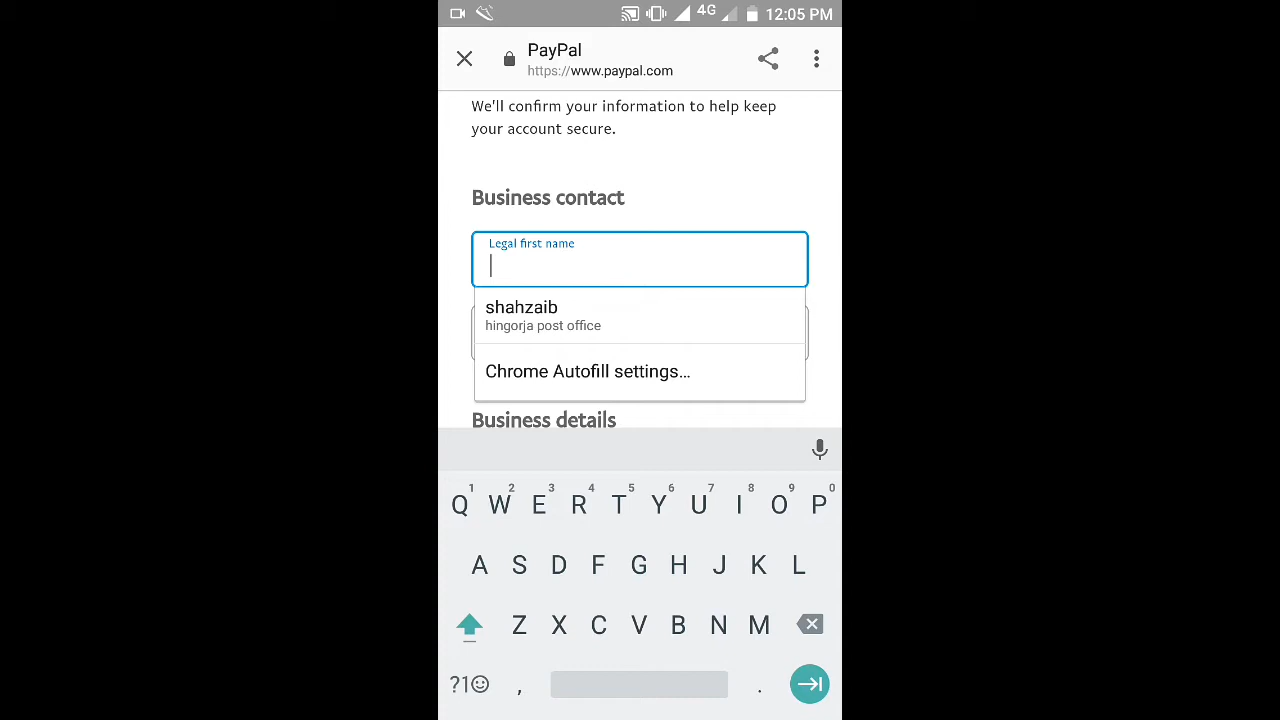 4G 12:05 PM
PayPal
https://www.paypal.com
We'll confirm your information to help keep
your account secure.
Business contact
Legal first name
shahzaib
hingorja post office
Chrome Autofill settings...
Business details
1 2 3 4 5 6 7 8 9 0
Q W E R T Y U I O P
A S D F G H J K L
Z X C V B N M
?1☺ , .